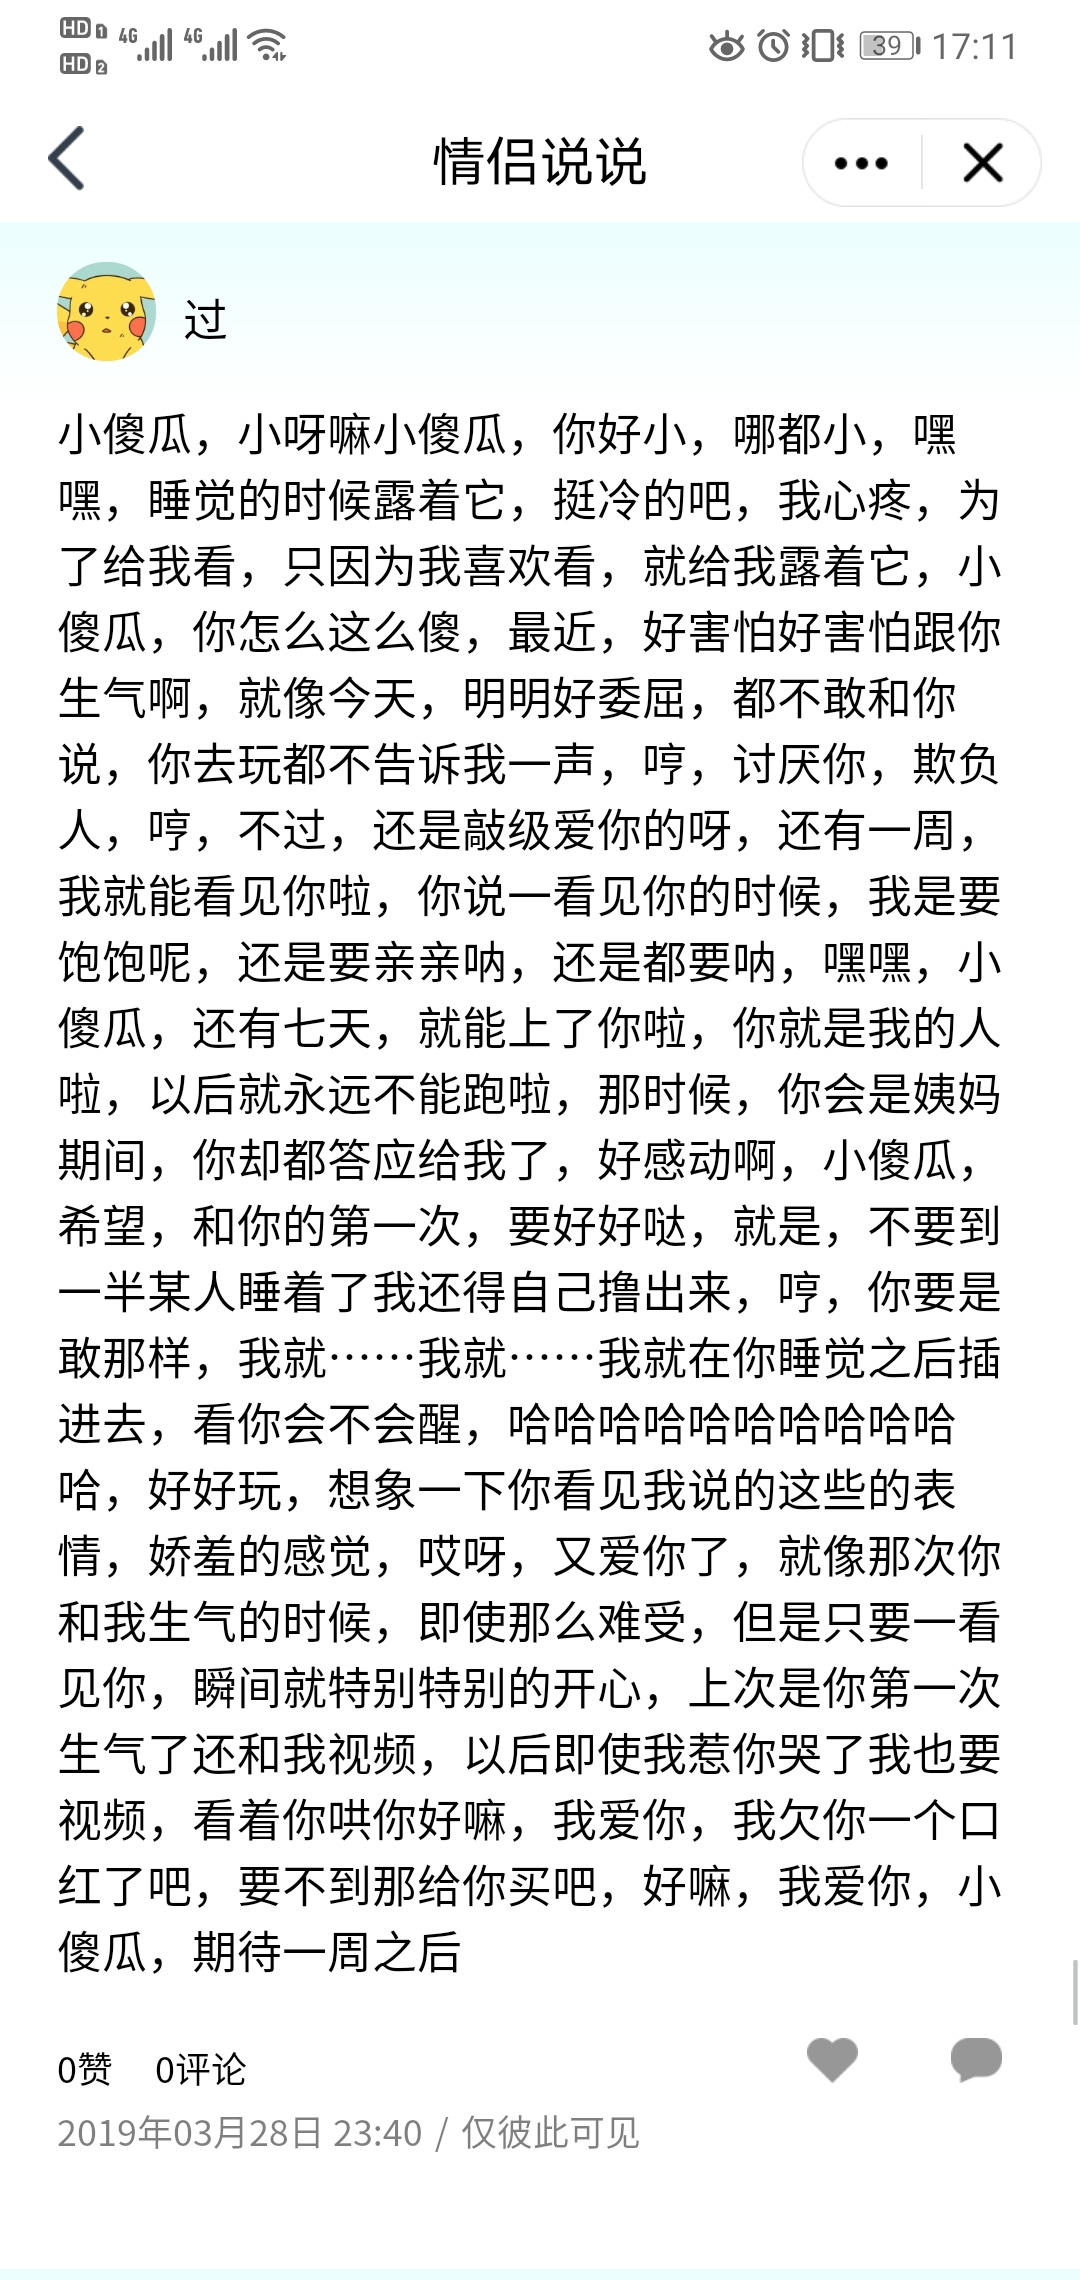 HD 1 4G 4G
HD 2
39 17:11
情侣说说
过
小傻瓜，小呀嘛小傻瓜，你好小，哪都小，嘿
嘿，睡觉的时候露着它，挺冷的吧，我心疼，为
了给我看，只因为我喜欢看，就给我露着它，小
傻瓜，你怎么这么傻，最近，好害怕好害怕跟你
生气啊，就像今天，明明好委屈，都不敢和你
说，你去玩都不告诉我一声，哼，讨厌你，欺负
人，哼，不过，还是敲级爱你的呀，还有一周，
我就能看见你啦，你说一看见你的时候，我是要
饱饱呢，还是要亲亲呐，还是都要呐，嘿嘿，小
傻瓜，还有七天，就能上了你啦，你就是我的人
啦，以后就永远不能跑啦，那时候，你会是姨妈
期间，你却都答应给我了，好感动啊，小傻瓜，
希望，和你的第一次，要好好哒，就是，不要到
一半某人睡着了我还得自己撸出来，哼，你要是
敢那样，我就……我就……我就在你睡觉之后插
进去，看你会不会醒，哈哈哈哈哈哈哈哈哈哈
哈，好好玩，想象一下你看见我说的这些的表
情，娇羞的感觉，哎呀，又爱你了，就像那次你
和我生气的时候，即使那么难受，但是只要一看
见你，瞬间就特别特别的开心，上次是你第一次
生气了还和我视频，以后即使我惹你哭了我也要
视频，看着你哄你好嘛，我爱你，我欠你一个口
红了吧，要不到那给你买吧，好嘛，我爱你，小
傻瓜，期待一周之后
0赞 0评论
2019年03月28日 23:40 / 仅彼此可见